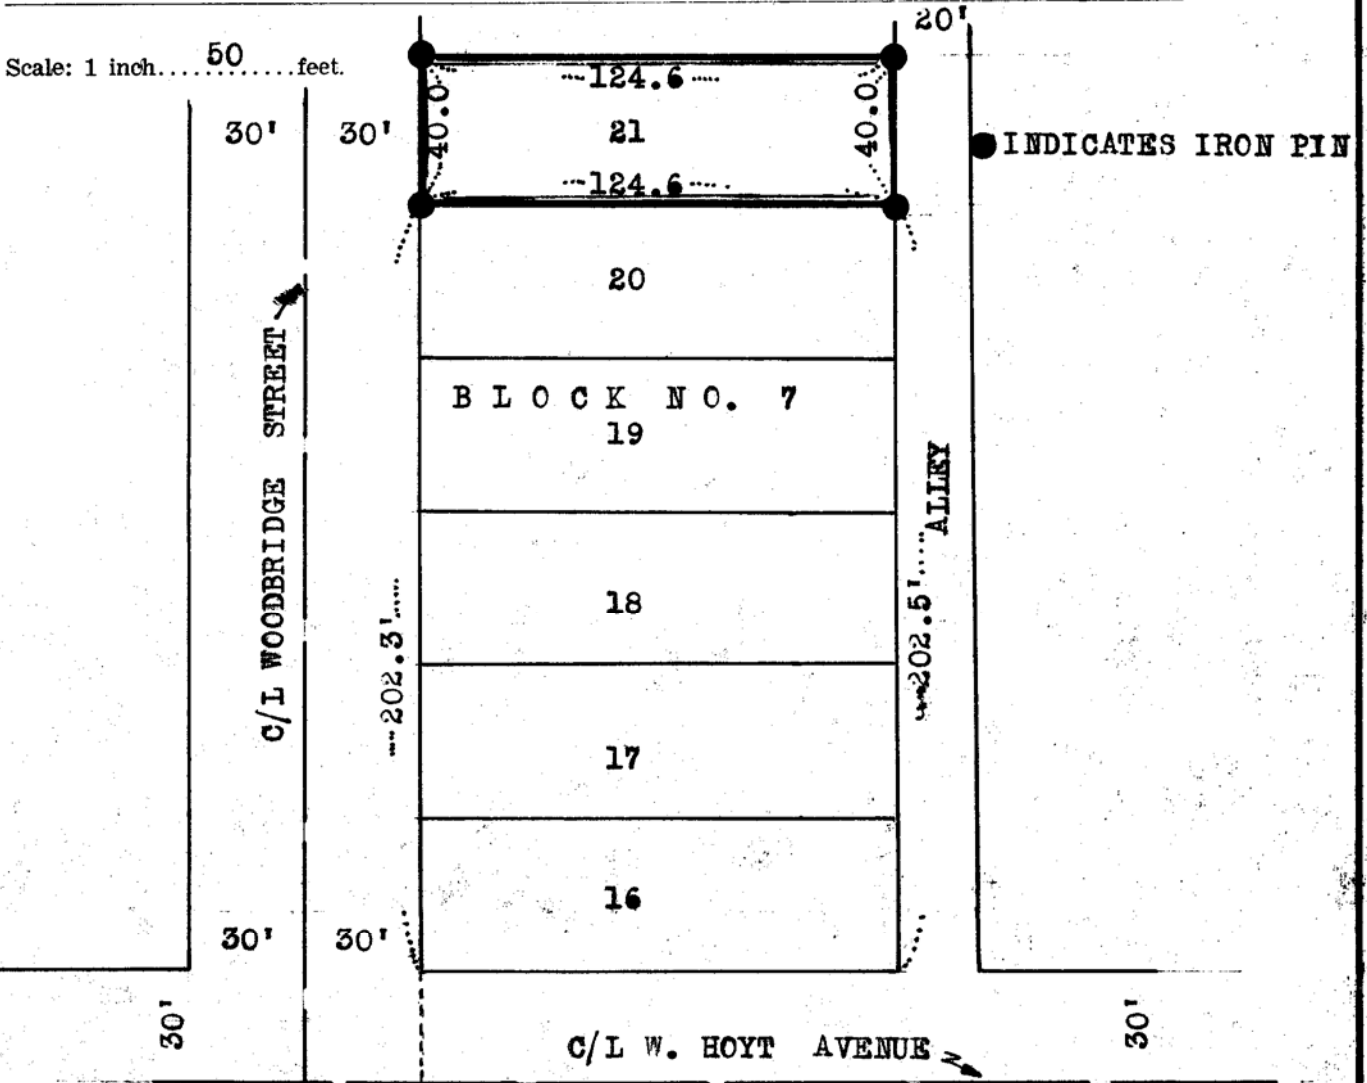 20'
Scale: 1 inch............50............feet.
124.6
30' 30' 40.0 21 40.0 INDICATES IRON PIN
124.6
20
C/L WOODBRIDGE STREET
BLOCK NO. 7
19
ALLEY
18
202.3' 202.5'
17
16
30' 30'
30' 30'
C/L W. HOYT AVENUE